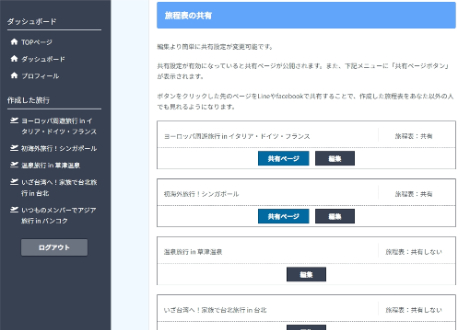 ダッシュボード
TOPページ
ダッシュボード
プロフィール
作成した旅行
ヨーロッパ周遊旅行 in イ
タリア・ドイツ・フランス
初海外旅行！シンガポール
温泉旅行 in 草津温泉
いざ台湾へ！家族で台北旅
行 in 台北
いつものメンバーでアジア
旅行 in バンコク
ログアウト
旅程表の共有
編集より簡単に共有設定が変更可能です。
共有設定が有効になっていると共有ページが公開されます。また、下記メニューに「共有ページボタン」
が表示されます。
ボタンをクリックした先のページをLineやfacebookで共有することで、作成した旅程表をあなた以外の人
でも見れるようになります。
ヨーロッパ周遊旅行 in イタリア・ドイツ・フランス 旅程表：共有
共有ページ 編集
初海外旅行！シンガポール 旅程表：共有
共有ページ 編集
温泉旅行 in 草津温泉 旅程表：共有しない
編集
いざ台湾へ！家族で台北旅行 in 台北 旅程表：共有しない